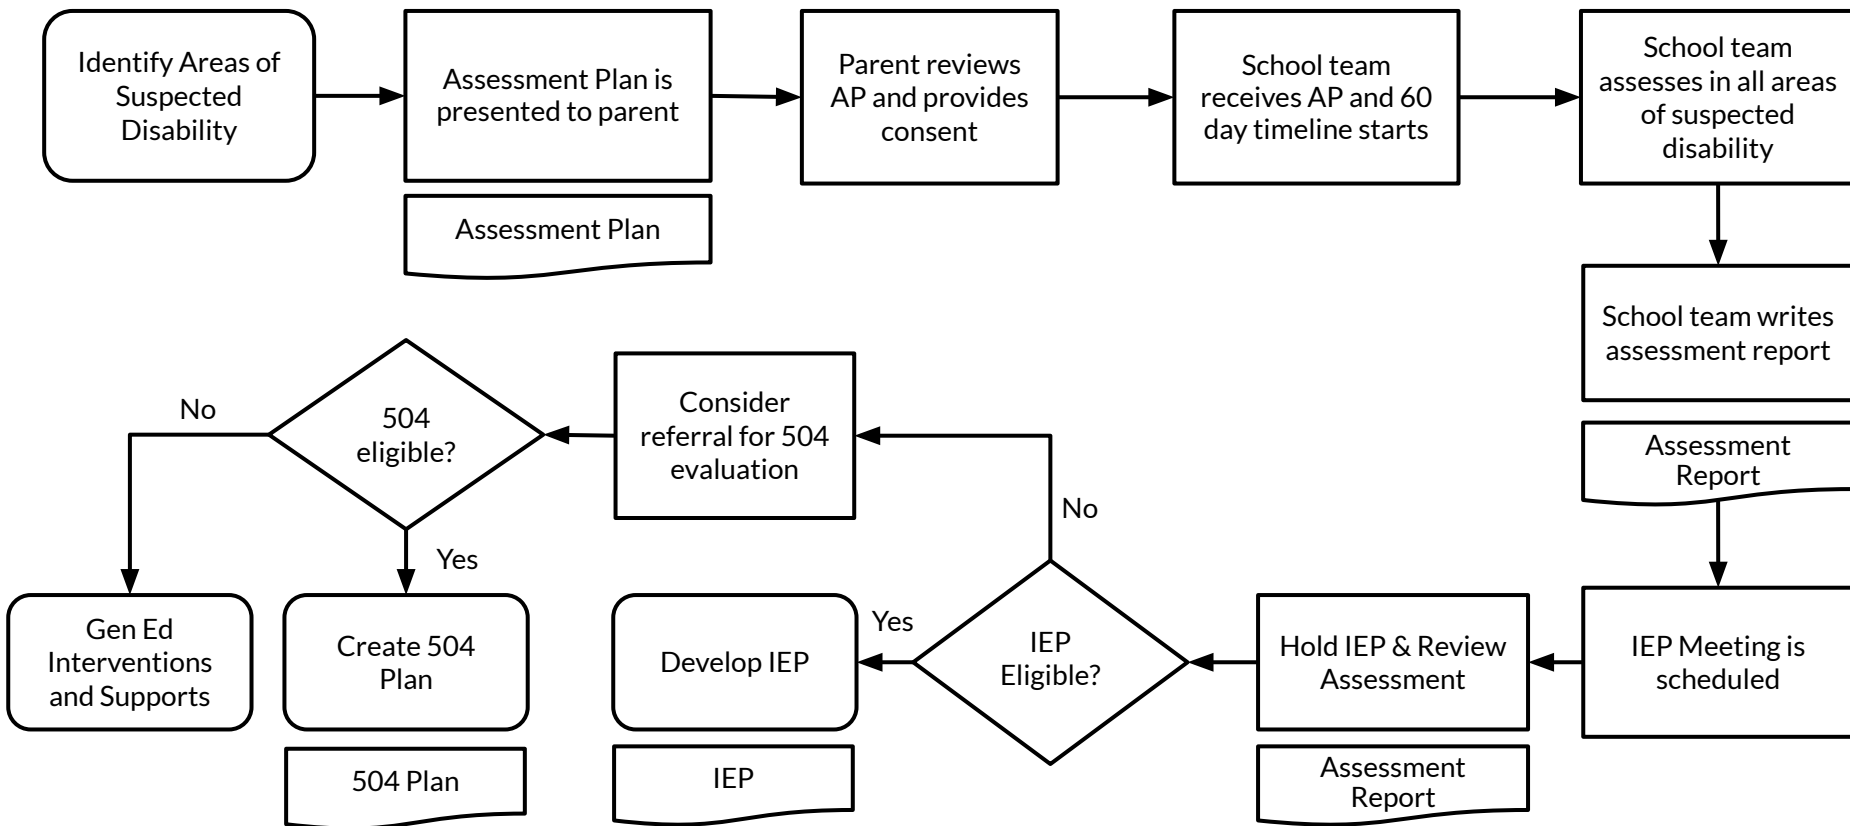 Identify Areas of
Suspected
Disability
Assessment Plan is
presented to parent
Parent reviews
AP and provides
consent
School team
receives AP and 60
day timeline starts
School team
assesses in all areas
of suspected
disability
Assessment Plan
School team writes
assessment report
Assessment
Report
No
504
eligible?
Consider
referral for 504
evaluation
No
Yes
Gen Ed
Interventions
and Supports
Create 504
Plan
Develop IEP
Yes
IEP
Eligible?
Hold IEP & Review
Assessment
IEP Meeting is
scheduled
504 Plan
IEP
Assessment
Report